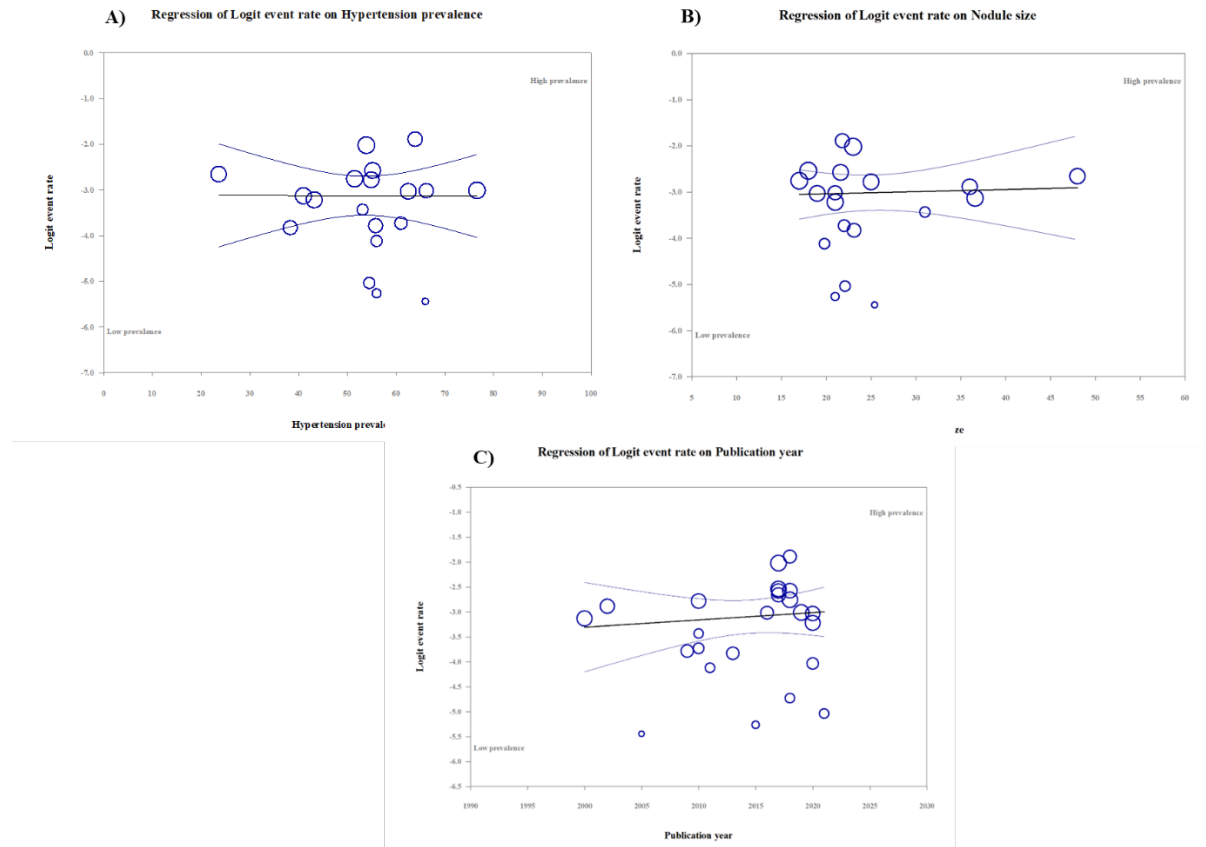 A) Regression of Logit event rate on Hypertension prevalence
0.0
High prevalence
-1.0
-2.0
-3.0
Logit event rate
-4.0
-5.0
-6.0
Low prevalence
-7.0
0 10 20 30 40 50 60 70 80 90 100
Hypertension prevale
B) Regression of Logit event rate on Nodule size
0.0
High prevalence
-1.0
-2.0
-3.0
Logit event rate
-4.0
-5.0
-6.0
Low prevalence
-7.0
5 10 15 20 25 30 35 40 45 50 55 60
ze
C) Regression of Logit event rate on Publication year
-0.5
-1.0
High prevalence
-1.5
-2.0
-2.5
-3.0
-3.5
Logit event rate
-4.0
-4.5
-5.0
-5.5
Low prevalence
-6.0
-6.5
1990 1995 2000 2005 2010 2015 2020 2025 2030
Publication year